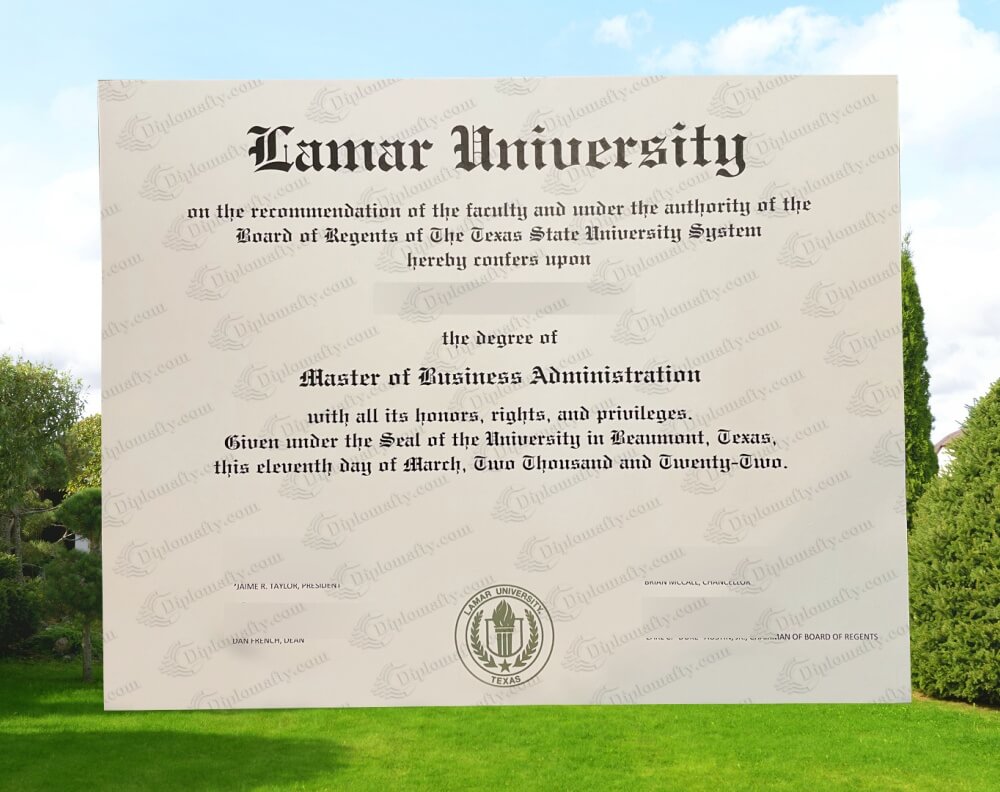 Lamar University
on the recommendation of the faculty and under the authority of the
Board of Regents of The Texas State University System
hereby confers upon
the degree of
Master of Business Administration
with all its honors, rights, and privileges.
Given under the Seal of the University in Beaumont, Texas,
this eleventh day of March, Two Thousand and Twenty-Two.
JAIME R. TAYLOR, PRESIDENT
BRIAN MCCALL, CHANCELLOR
DAN FRENCH, DEAN
CHAIRMAN OF BOARD OF REGENTS
LAMAR UNIVERSITY.
TEXAS
Diplomafty.com